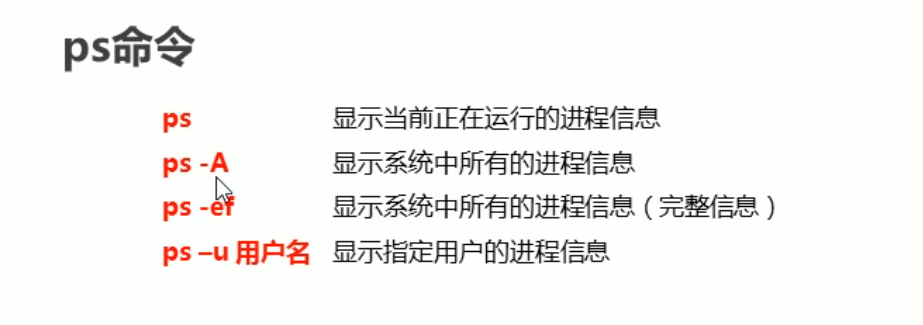 ps命令
ps 显示当前正在运行的进程信息
ps -A 显示系统中所有的进程信息
ps -ef 显示系统中所有的进程信息（完整信息）
ps –u 用户名 显示指定用户的进程信息